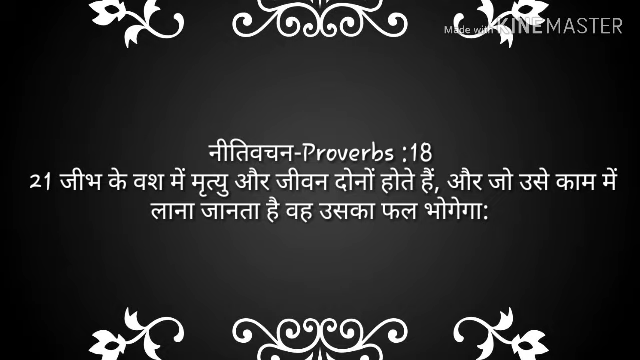 Made with KINEMASTER
नीतिवचन-Proverbs :18
21 जीभ के वश में मृत्यु और जीवन दोनों होते हैं, और जो उसे काम में
लाना जानता है वह उसका फल भोगेगा: